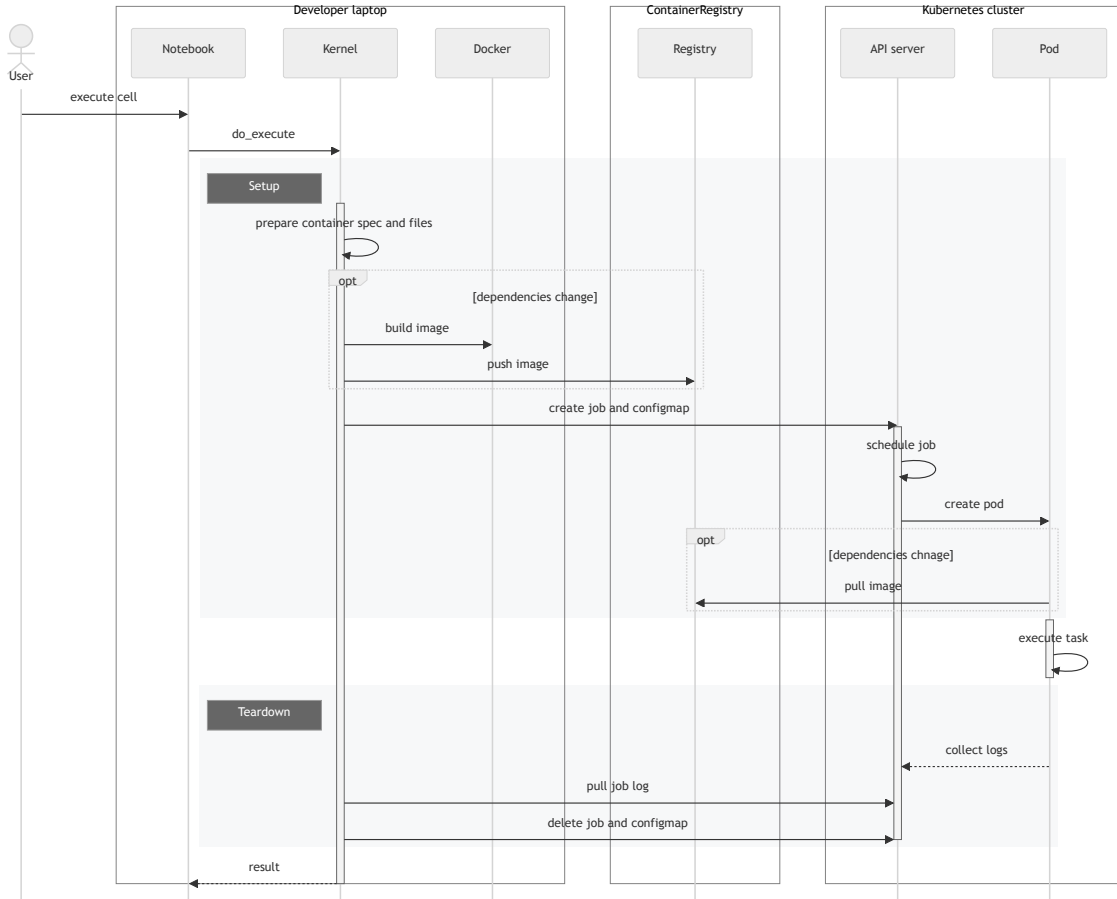 Developer laptop
ContainerRegistry
Kubernetes cluster
User
Notebook
Kernel
Docker
Registry
API server
Pod
execute cell
do_execute
Setup
prepare container spec and files
opt
[dependencies change]
build image
push image
create job and configmap
schedule job
create pod
opt
[dependencies chnage]
pull image
execute task
Teardown
collect logs
pull job log
delete job and configmap
result